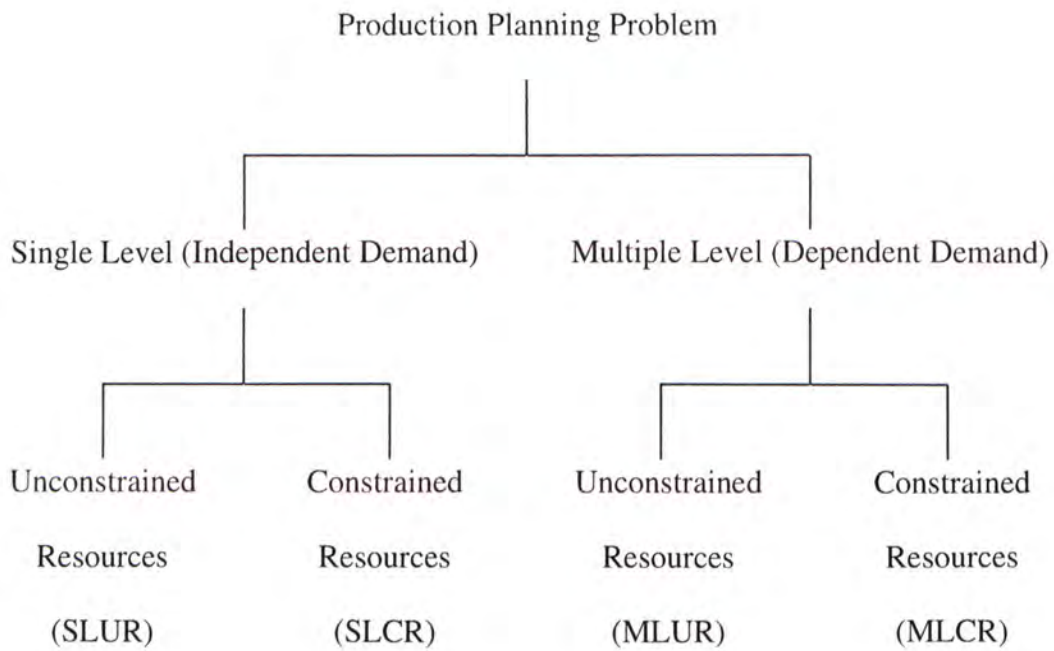 Production Planning Problem
Single Level (Independent Demand)
Multiple Level (Dependent Demand)
Unconstrained
Resources
(SLUR)
Constrained
Resources
(SLCR)
Unconstrained
Resources
(MLUR)
Constrained
Resources
(MLCR)